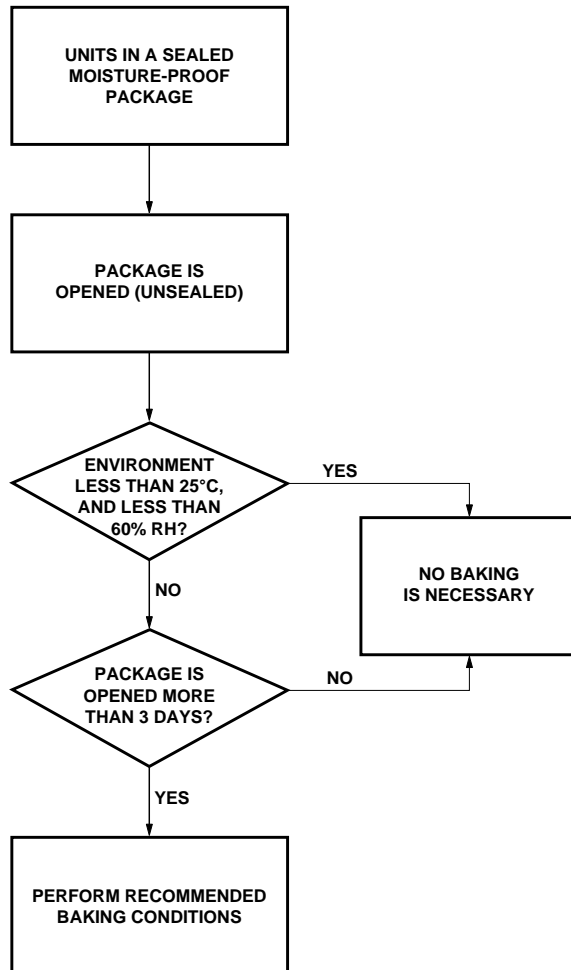 UNITS IN A SEALED
MOISTURE-PROOF
PACKAGE
PACKAGE IS
OPENED (UNSEALED)
ENVIRONMENT
LESS THAN 25°C,
AND LESS THAN
60% RH?
YES
NO BAKING
IS NECESSARY
NO
PACKAGE IS
OPENED MORE
THAN 3 DAYS?
NO
YES
PERFORM RECOMMENDED
BAKING CONDITIONS